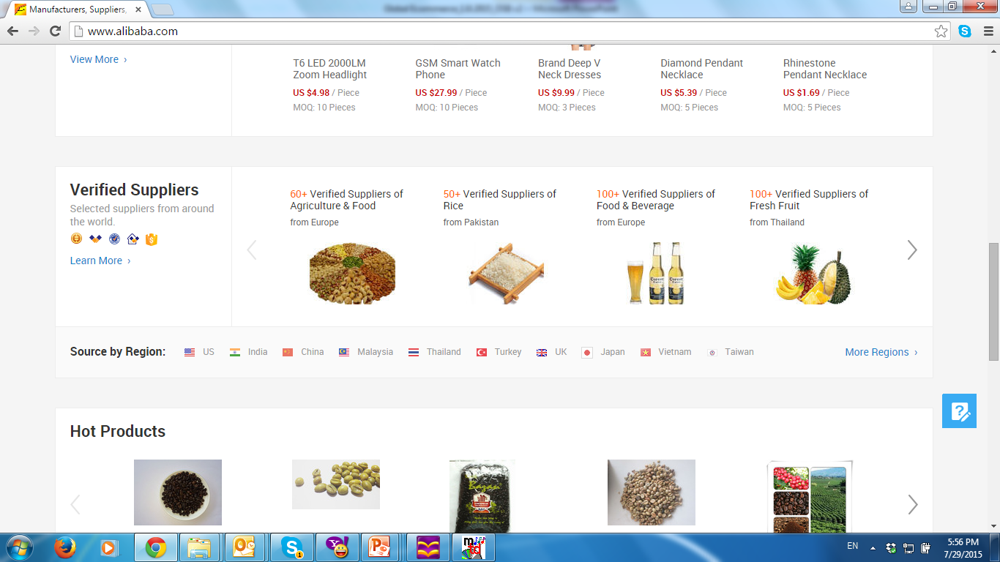 Manufacturers, Suppliers,
www.alibaba.com
View More ›
T6 LED 2000LM
Zoom Headlight
US $4.98 / Piece
MOQ: 10 Pieces
GSM Smart Watch
Phone
US $27.99 / Piece
MOQ: 10 Pieces
Brand Deep V
Neck Dresses
US $9.99 / Piece
MOQ: 3 Pieces
Diamond Pendant
Necklace
US $5.39 / Piece
MOQ: 5 Pieces
Rhinestone
Pendant Necklace
US $1.69 / Piece
MOQ: 5 Pieces
Verified Suppliers
Selected suppliers from around
the world.
Learn More ›
60+ Verified Suppliers of
Agriculture & Food
from Europe
50+ Verified Suppliers of
Rice
from Pakistan
100+ Verified Suppliers of
Food & Beverage
from Europe
100+ Verified Suppliers of
Fresh Fruit
from Thailand
Source by Region:
US
India
China
Malaysia
Thailand
Turkey
UK
Japan
Vietnam
Taiwan
More Regions ›
Hot Products
EN
5:56 PM
7/29/2015